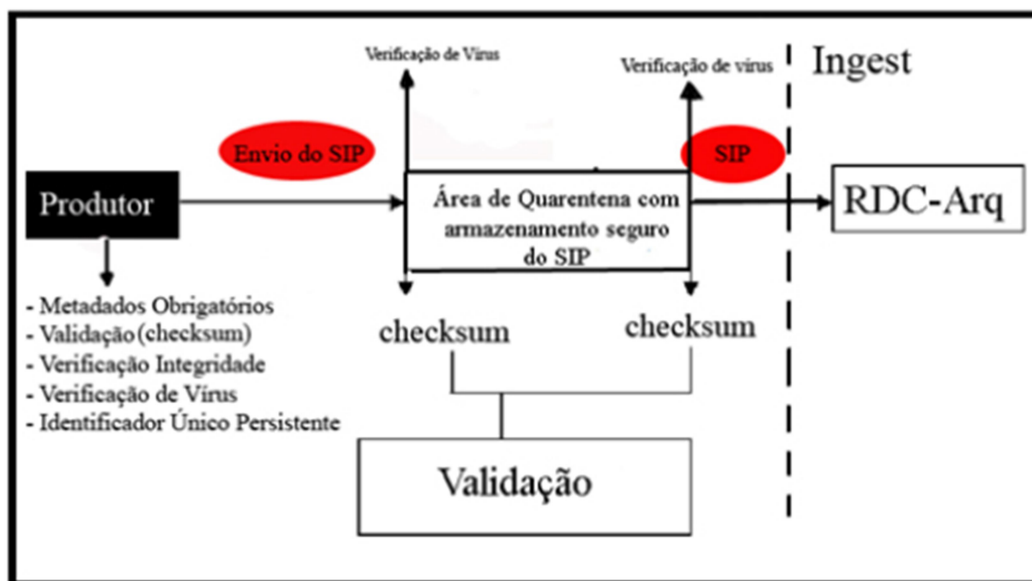 Verificação de Vírus
Verificação de vírus
Ingest
Envio do SIP
SIP
Produtor
Área de Quarentena com
armazenamento seguro
do SIP
RDC-Arq
- Metadados Obrigatórios
- Validação (checksum)
- Verificação Integridade
- Verificação de Vírus
- Identificador Único Persistente
checksum
checksum
Validação